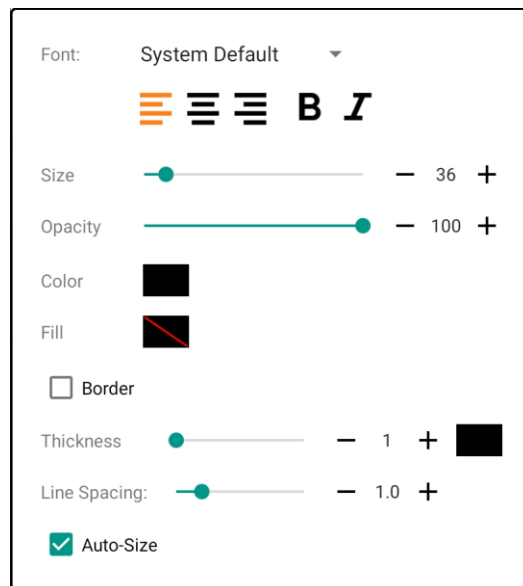 Font: System Default
B I
Size − 36 +
Opacity − 100 +
Color
Fill
Border
Thickness − 1 +
Line Spacing: − 1.0 +
Auto-Size